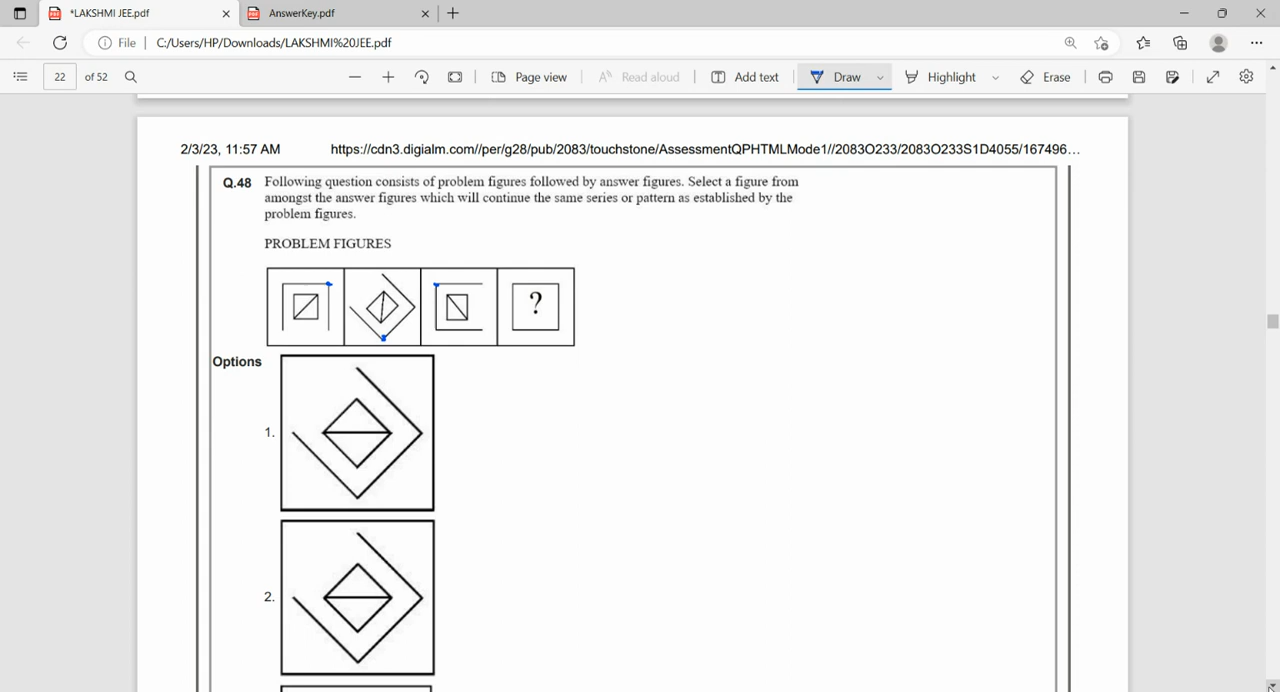 *LAKSHMI JEE.pdf
AnswerKey.pdf
File
C:/Users/HP/Downloads/LAKSHMI%20JEE.pdf
22 of 52
Page view
Read aloud
Add text
Draw
Highlight
Erase
2/3/23, 11:57 AM
https://cdn3.digialm.com//per/g28/pub/2083/touchstone/AssessmentQPHTMLMode1//2083O233/2083O233S1D4055/167496…
Q.48 Following question consists of problem figures followed by answer figures. Select a figure from
amongst the answer figures which will continue the same series or pattern as established by the
problem figures.
PROBLEM FIGURES
?
Options
1.
2.